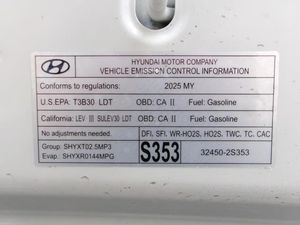 HYUNDAI MOTOR COMPANY
VEHICLE EMISSION CONTROL INFORMATION
Conforms to regulations: 2025 MY
U.S.EPA: T3B30 LDT OBD: CA II Fuel: Gasoline
California: LEV III SULEV30 LDT OBD: CA II Fuel: Gasoline
No adjustments needed. DFI, SFI, WR-HO2S, HO2S, TWC, TC, CAC
Group: SHYXT02.5MP3
Evap: SHYXR0144MPG
S353 32450-2S353